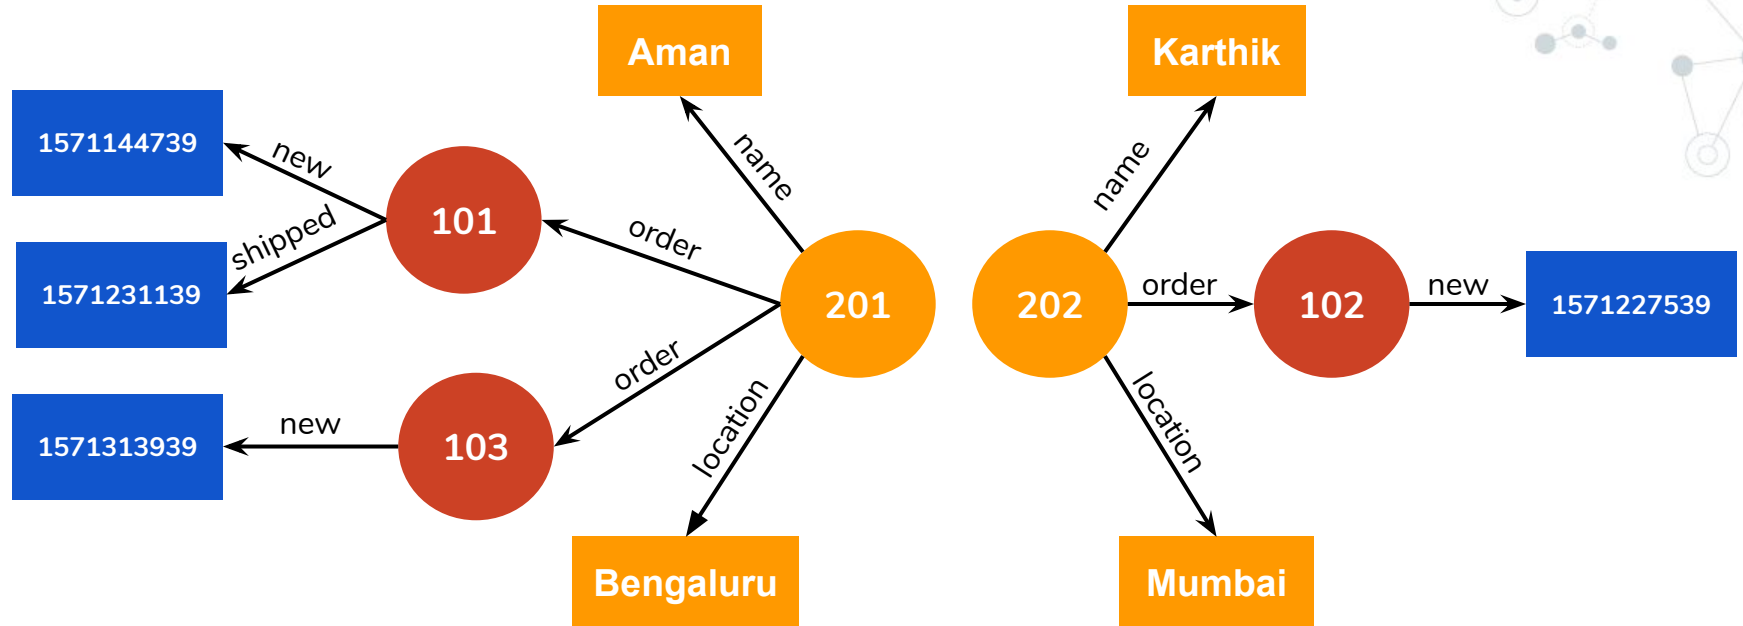 Aman
Karthik
1571144739
new
name
name
shipped
101
order
1571231139
201
202
order
102
new
1571227539
order
location
location
new
1571313939
103
Bengaluru
Mumbai